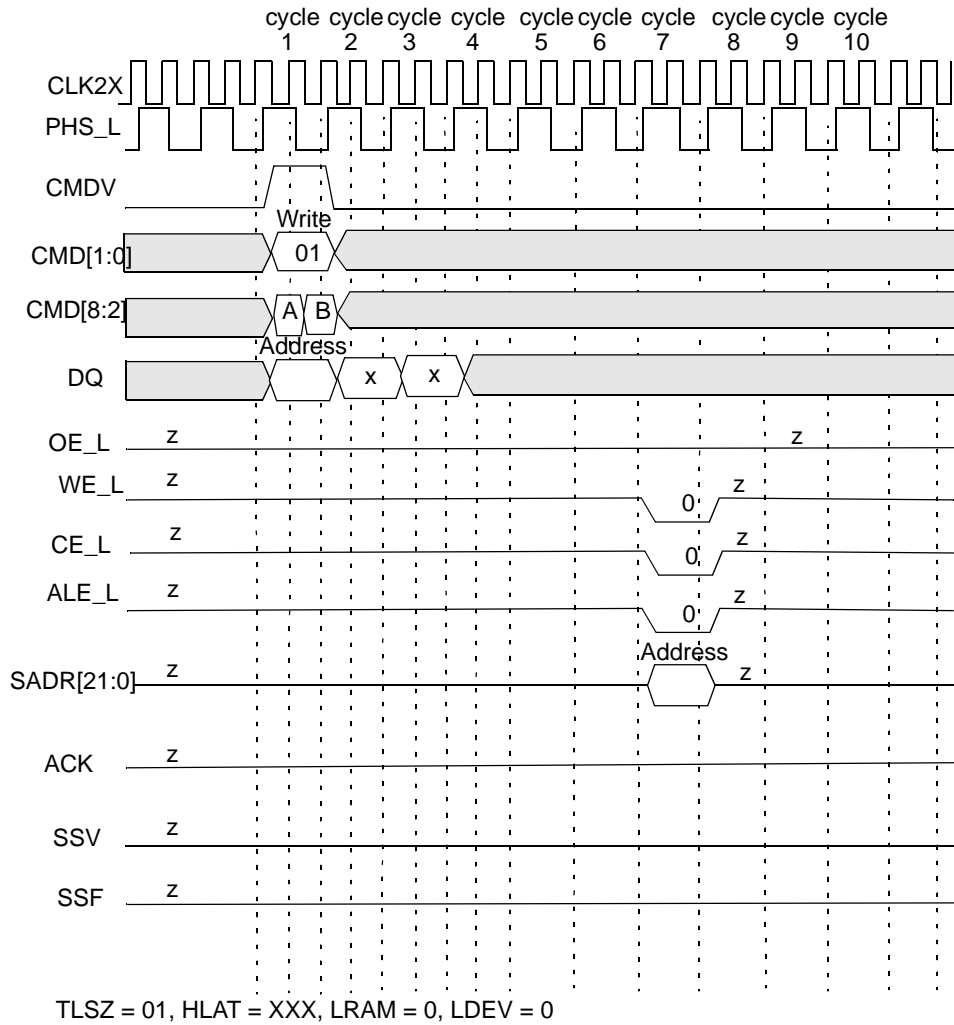 cycle cycle cycle cycle cycle cycle cycle cycle cycle cycle
1 2 3 4 5 6 7 8 9 10
CLK2X
PHS_L
CMDV
Write
CMD[1:0] 01
CMD[8:2] A B
Address
DQ x x
OE_L z z
WE_L z 0 z
CE_L z 0 z
ALE_L z 0 z
Address
SADR[21:0] z z
ACK z
SSV z
SSF z
TLSZ = 01, HLAT = XXX, LRAM = 0, LDEV = 0